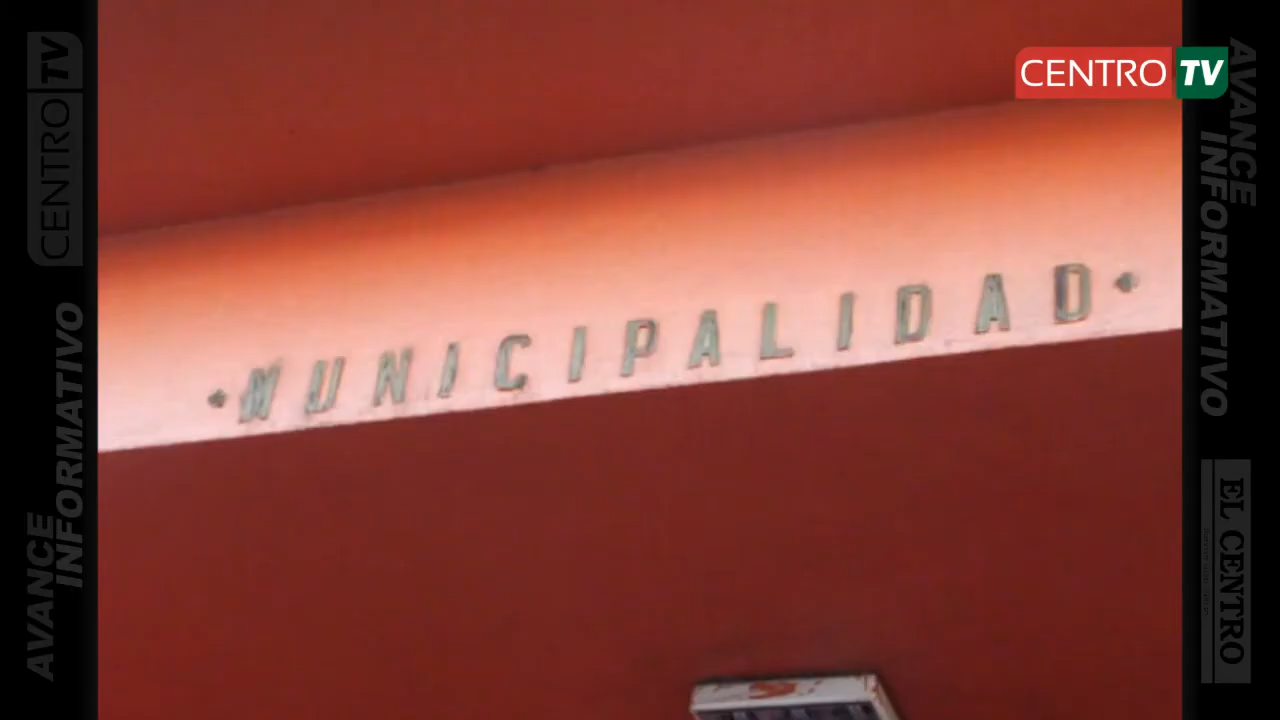 CENTRO TV
AVANCE
INFORMATIVO
CENTRO TV
MUNICIPALIDAD
AVANCE
INFORMATIVO
EL CENTRO